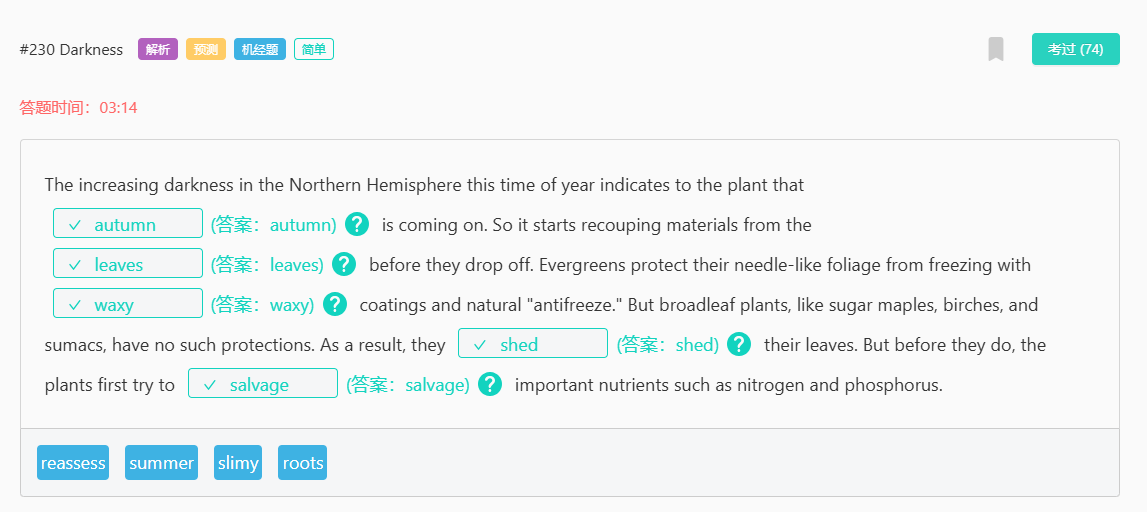 #230 Darkness 解析 预测 机经题 简单 考过 (74)
答题时间：03:14
The increasing darkness in the Northern Hemisphere this time of year indicates to the plant that
✓ autumn (答案：autumn) ? is coming on. So it starts recouping materials from the
✓ leaves (答案：leaves) ? before they drop off. Evergreens protect their needle-like foliage from freezing with
✓ waxy (答案：waxy) ? coatings and natural "antifreeze." But broadleaf plants, like sugar maples, birches, and
sumacs, have no such protections. As a result, they ✓ shed (答案：shed) ? their leaves. But before they do, the
plants first try to ✓ salvage (答案：salvage) ? important nutrients such as nitrogen and phosphorus.
reassess summer slimy roots